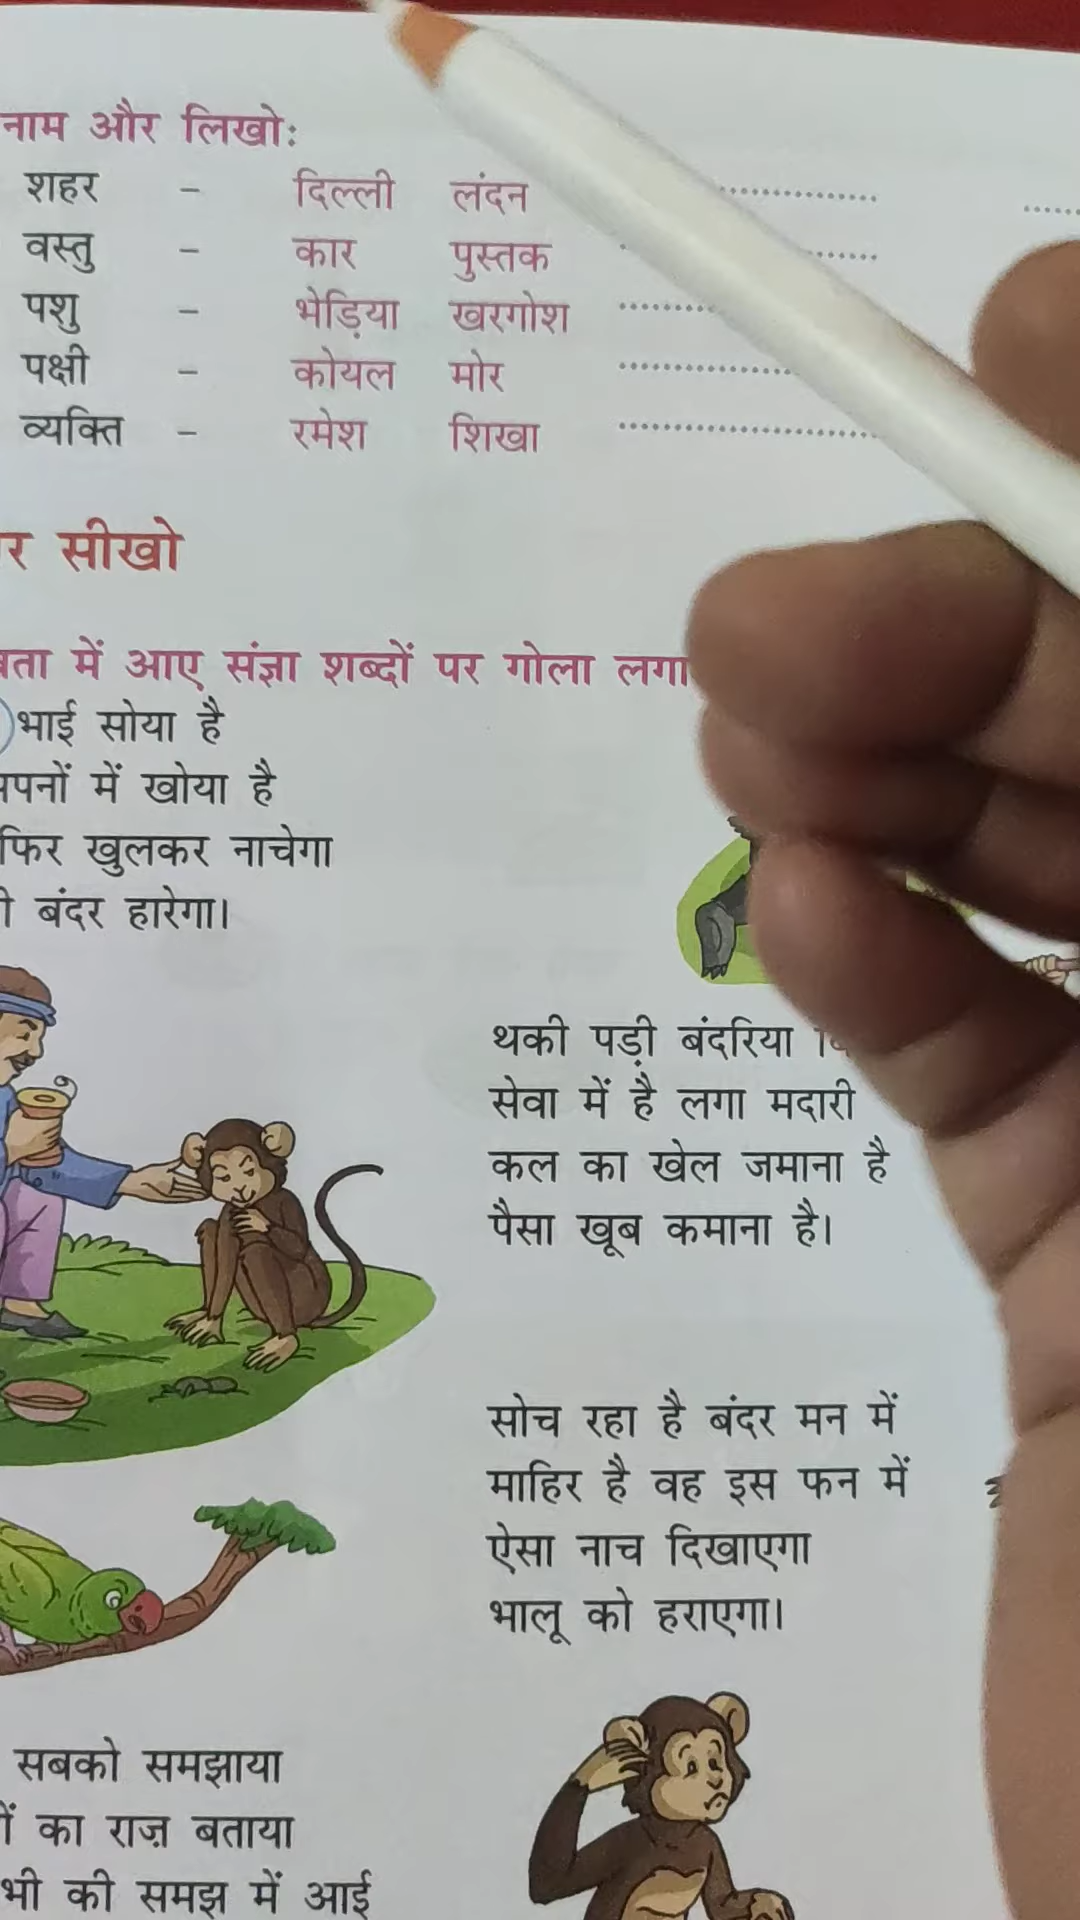 नाम और लिखो:
शहर - दिल्ली लंदन
वस्तु - कार पुस्तक
पशु - भेड़िया खरगोश
पक्षी - कोयल मोर
व्यक्ति - रमेश शिखा
सीखो
में आए संज्ञा शब्दों पर गोला लगा
भाई सोया है
में खोया है
फिर खुलकर नाचेगा
बंदर हारेगा।
थकी पड़ी बंदरिया
सेवा में है लगा मदारी
कल का खेल जमाना है
पैसा खूब कमाना है।
सोच रहा है बंदर मन में
माहिर है वह इस फन में
ऐसा नाच दिखाएगा
भालू को हराएगा।
सबको समझाया
का राज़ बताया
की समझ में आई